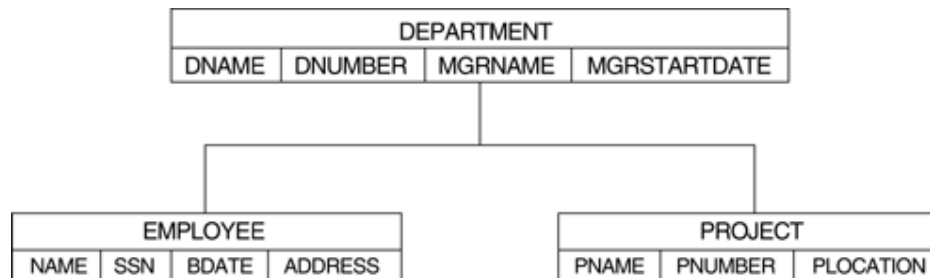 DEPARTMENT
DNAME DNUMBER MGRNAME MGRSTARTDATE
EMPLOYEE PROJECT
NAME SSN BDATE ADDRESS PNAME PNUMBER PLOCATION